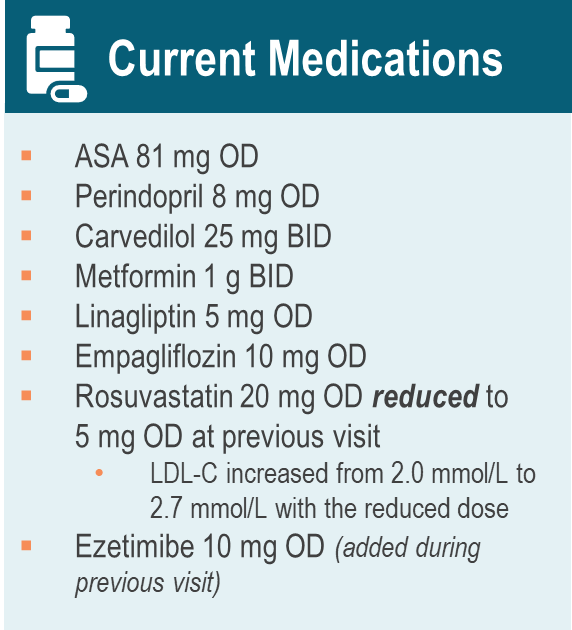 Current Medications
ASA 81 mg OD
Perindopril 8 mg OD
Carvedilol 25 mg BID
Metformin 1 g BID
Linagliptin 5 mg OD
Empagliflozin 10 mg OD
Rosuvastatin 20 mg OD reduced to
5 mg OD at previous visit
LDL-C increased from 2.0 mmol/L to
2.7 mmol/L with the reduced dose
Ezetimibe 10 mg OD (added during
previous visit)